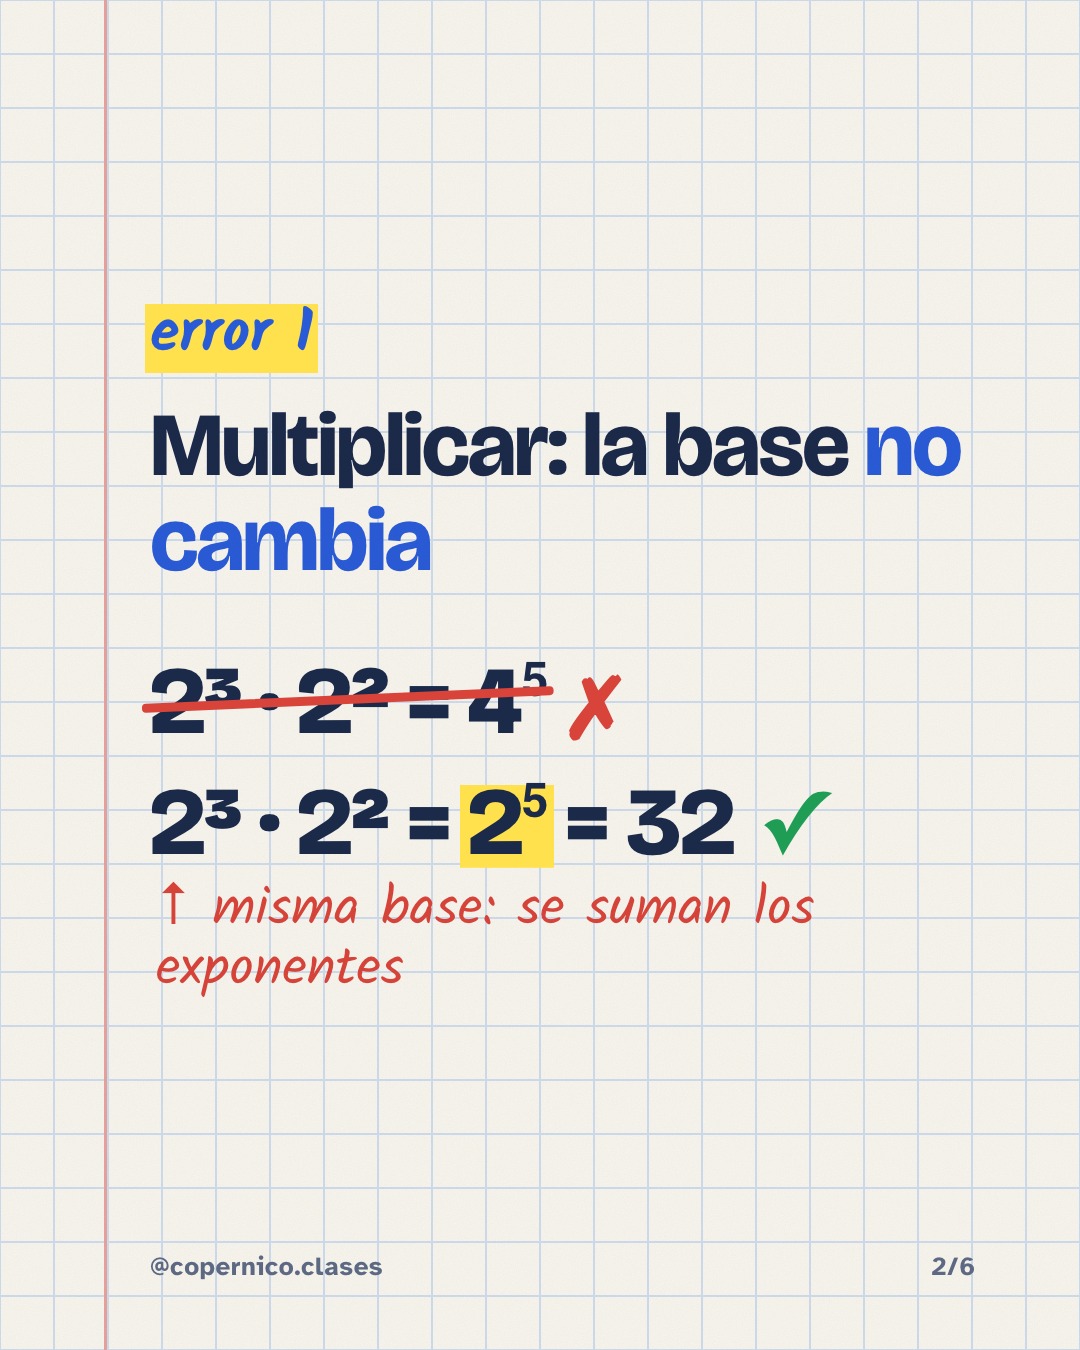 error 1
Multiplicar: la base no
cambia
2³ · 2² = 4⁵ ✗
2³ · 2² = 2⁵ = 32 ✓
↑ misma base: se suman los
exponentes
@copernico.clases
2/6